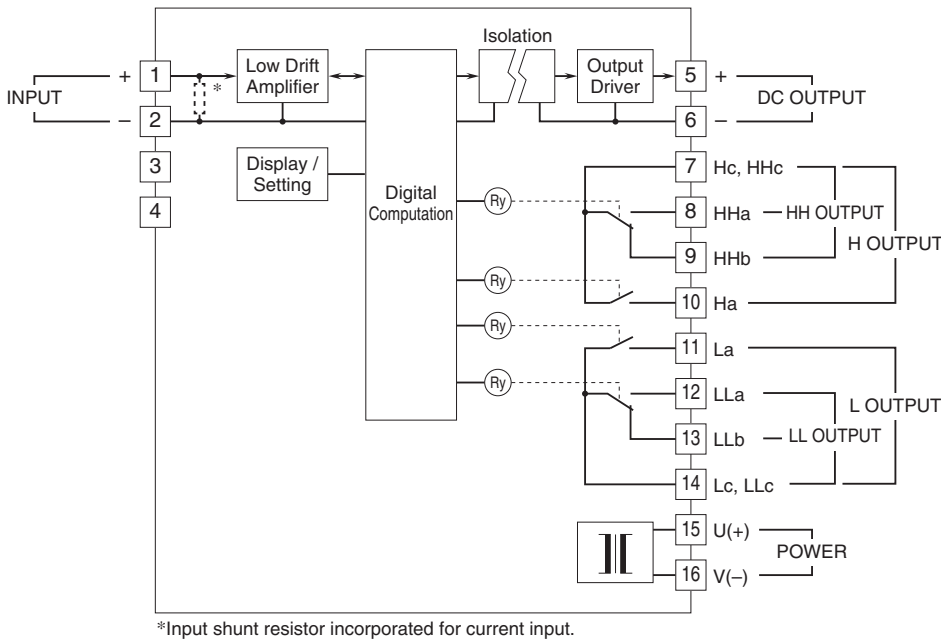 Isolation
INPUT
+
1
*
Low Drift
Amplifier
Output
Driver
5
+
DC OUTPUT
−
2
6
−
3
4
Display /
Setting
Digital
Computation
Ry
Ry
Ry
Ry
7
Hc, HHc
8
HHa
HH OUTPUT
9
HHb
H OUTPUT
10
Ha
11
La
12
LLa
L OUTPUT
13
LLb
LL OUTPUT
14
Lc, LLc
15
U(+)
POWER
16
V(–)
*Input shunt resistor incorporated for current input.